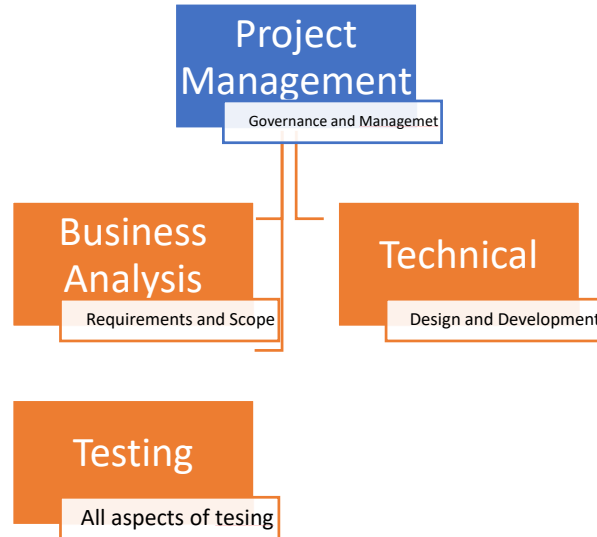 Project
Management
Governance and Managemet
Business
Analysis
Requirements and Scope
Technical
Design and Development
Testing
All aspects of tesing